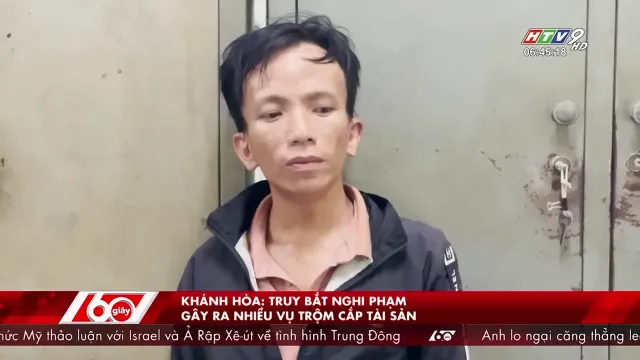 HTV9 HD
06:45:18
60 giây
KHÁNH HÒA: TRUY BẮT NGHI PHẠM
GÂY RA NHIỀU VỤ TRỘM CẮP TÀI SẢN
hức Mỹ thảo luận với Israel và Ả Rập Xê-út về tình hình Trung Đông 60 Anh lo ngại căng thẳng le